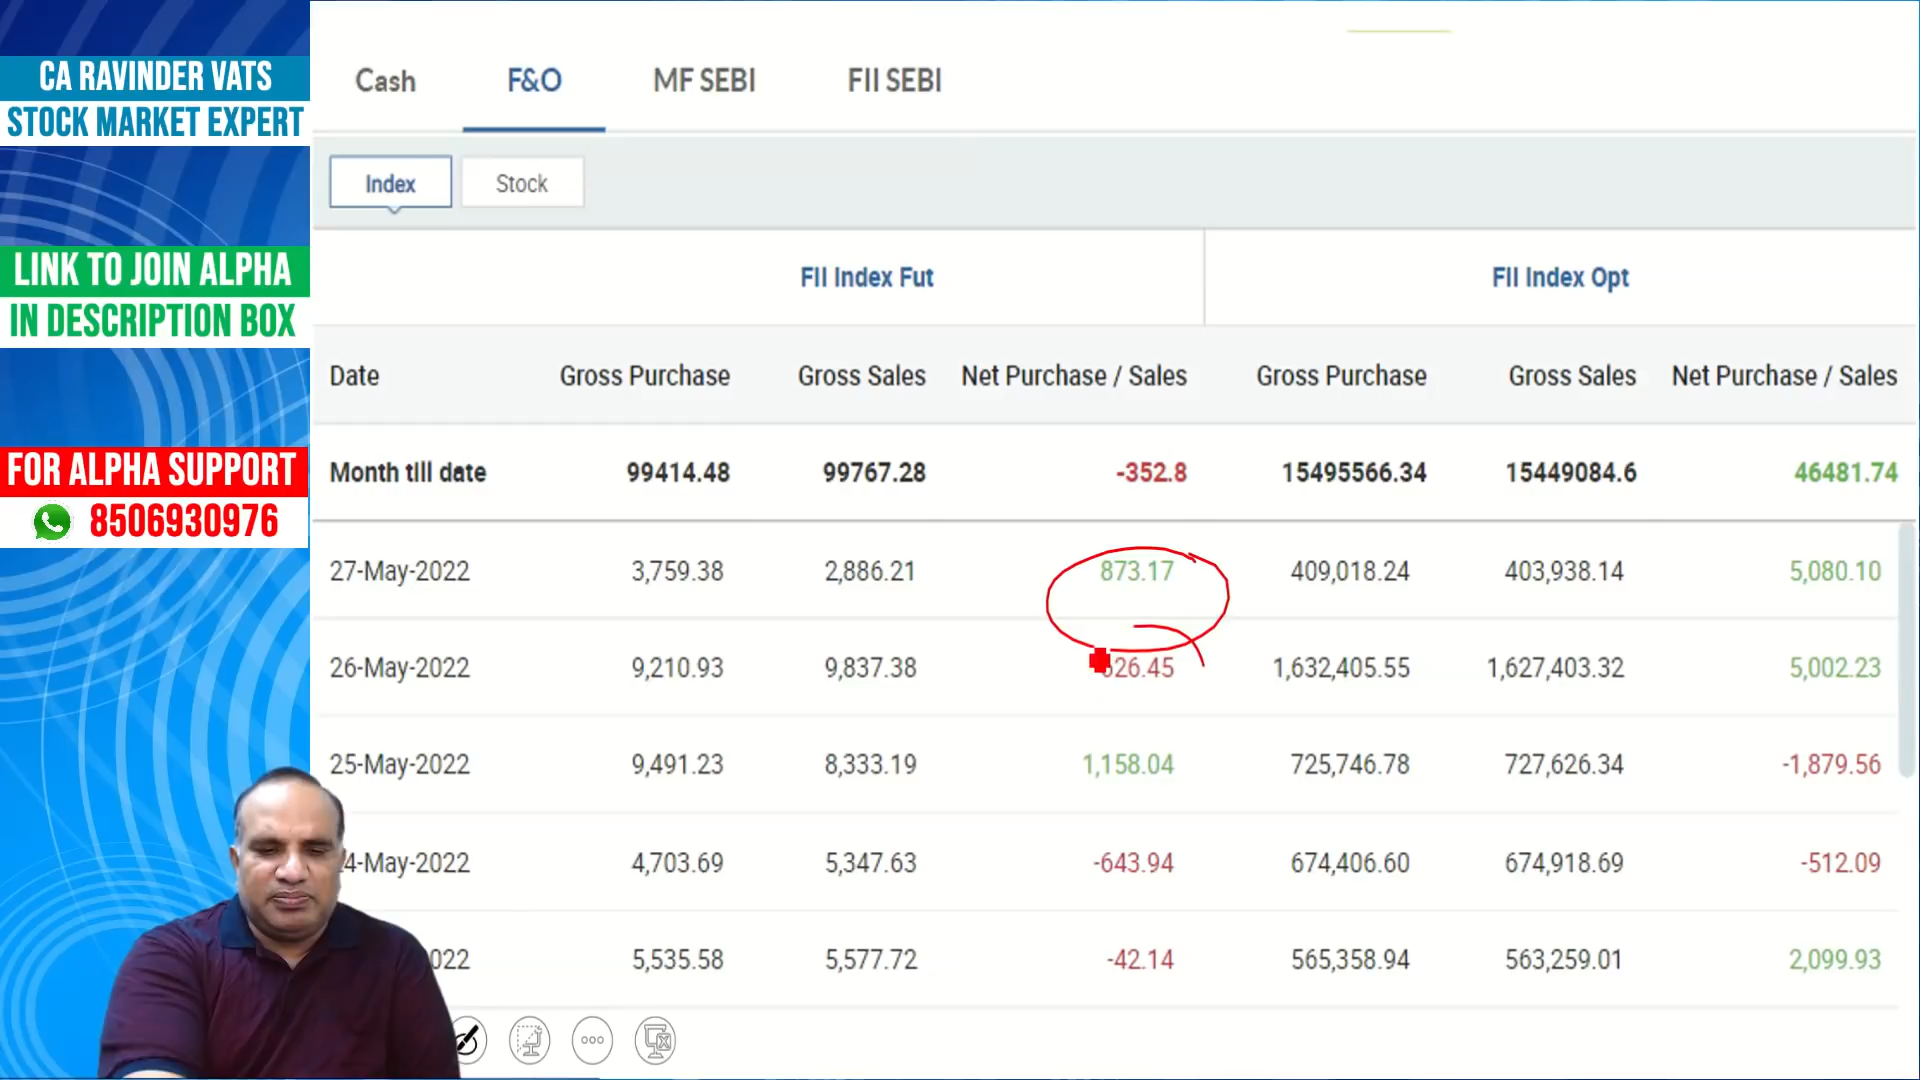 CA RAVINDER VATS
STOCK MARKET EXPERT
LINK TO JOIN ALPHA
IN DESCRIPTION BOX
FOR ALPHA SUPPORT
8506930976
Cash F&O MF SEBI FII SEBI
Index Stock
FII Index Fut FII Index Opt
Date Gross Purchase Gross Sales Net Purchase / Sales Gross Purchase Gross Sales Net Purchase / Sales
Month till date 99414.48 99767.28 -352.8 15495566.34 15449084.6 46481.74
27-May-2022 3,759.38 2,886.21 873.17 409,018.24 403,938.14 5,080.10
26-May-2022 9,210.93 9,837.38 26.45 1,632,405.55 1,627,403.32 5,002.23
25-May-2022 9,491.23 8,333.19 1,158.04 725,746.78 727,626.34 -1,879.56
4-May-2022 4,703.69 5,347.63 -643.94 674,406.60 674,918.69 -512.09
022 5,535.58 5,577.72 -42.14 565,358.94 563,259.01 2,099.93